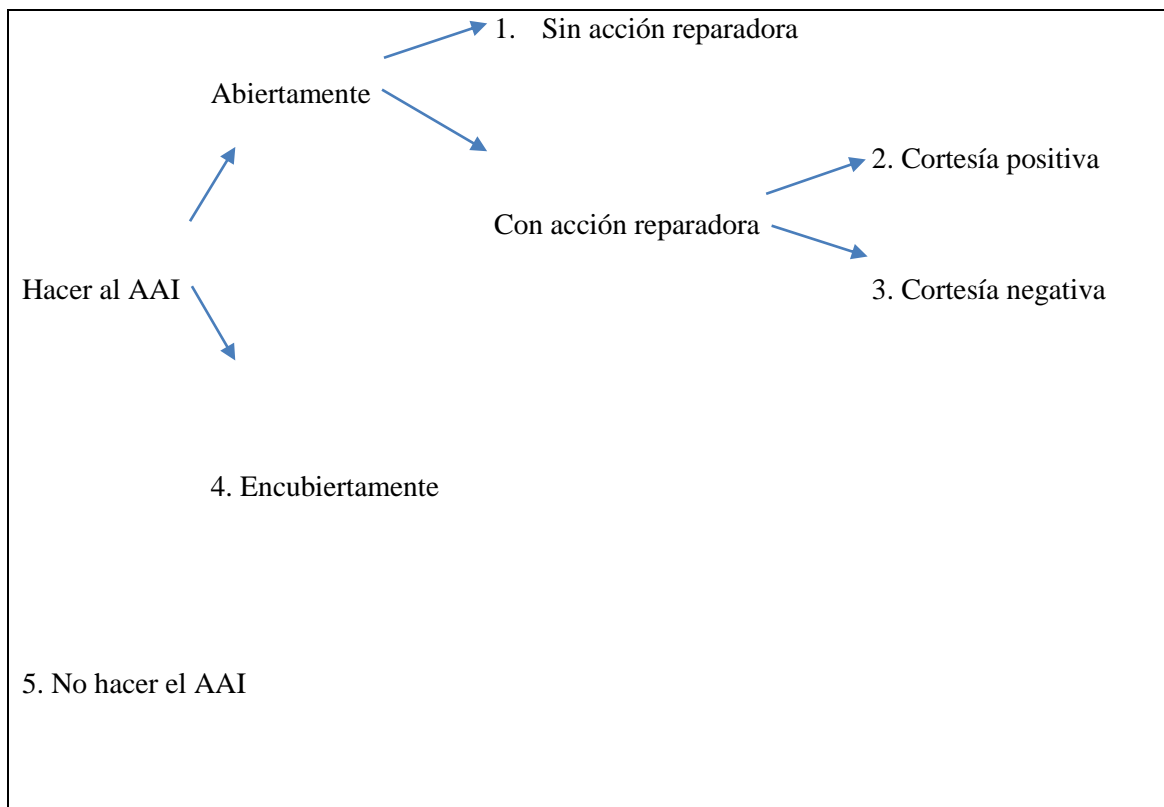 1. Sin acción reparadora
Abiertamente
2. Cortesía positiva
Con acción reparadora
Hacer al AAI
3. Cortesía negativa
4. Encubiertamente
5. No hacer el AAI